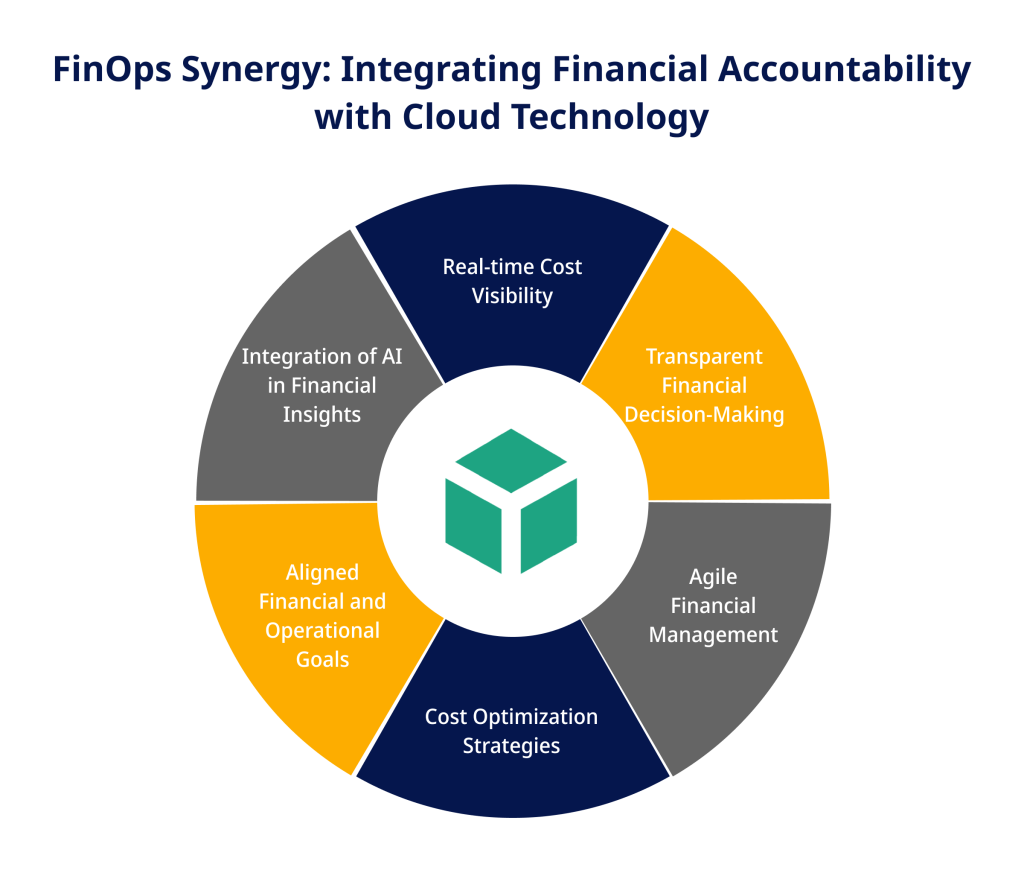 FinOps Synergy: Integrating Financial Accountability
with Cloud Technology
Real-time Cost
Visibility
Transparent
Financial
Decision-Making
Agile
Financial
Management
Cost Optimization
Strategies
Aligned
Financial and
Operational
Goals
Integration of AI
in Financial
Insights